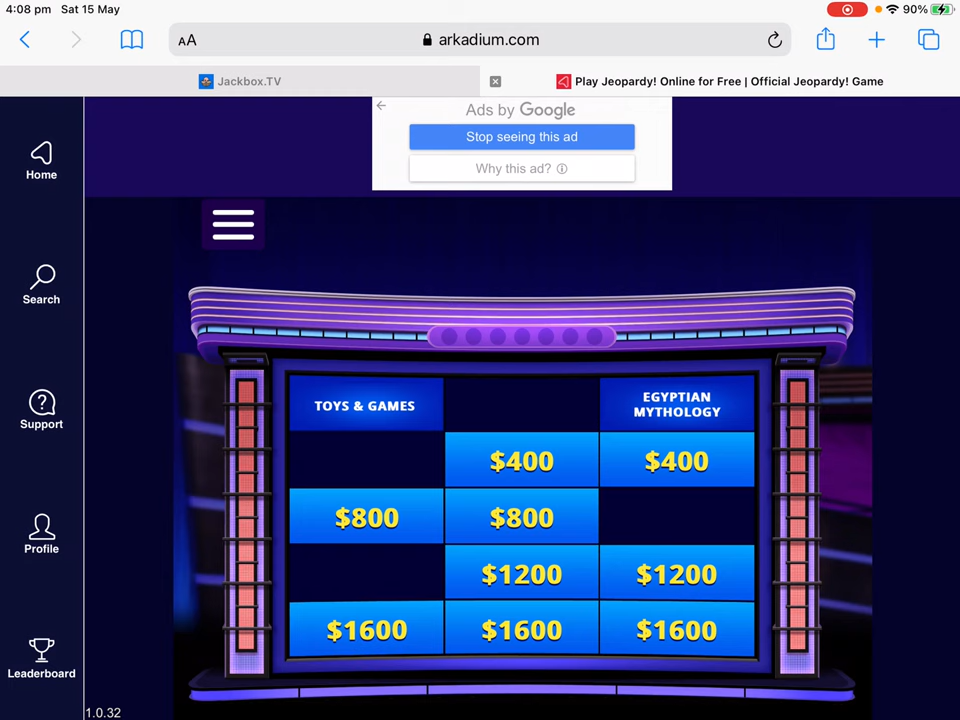 4:08 pm Sat 15 May 90%
AA arkadium.com
Jackbox.TV Play Jeopardy! Online for Free | Official Jeopardy! Game
Ads by Google
Stop seeing this ad
Why this ad?
Home
Search
Support
Profile
Leaderboard
TOYS & GAMES
EGYPTIAN
MYTHOLOGY
$400 $400
$800 $800
$1200 $1200
$1600 $1600 $1600
1.0.32